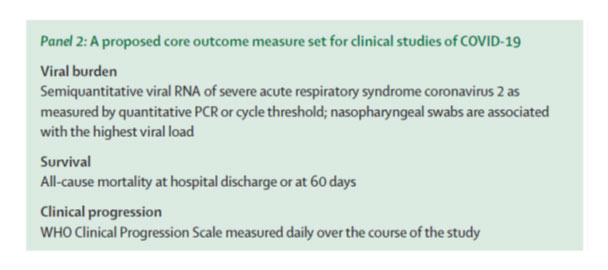 Panel 2: A proposed core outcome measure set for clinical studies of COVID-19
Viral burden
Semiquantitative viral RNA of severe acute respiratory syndrome coronavirus 2 as
measured by quantitative PCR or cycle threshold; nasopharyngeal swabs are associated
with the highest viral load
Survival
All-cause mortality at hospital discharge or at 60 days
Clinical progression
WHO Clinical Progression Scale measured daily over the course of the study